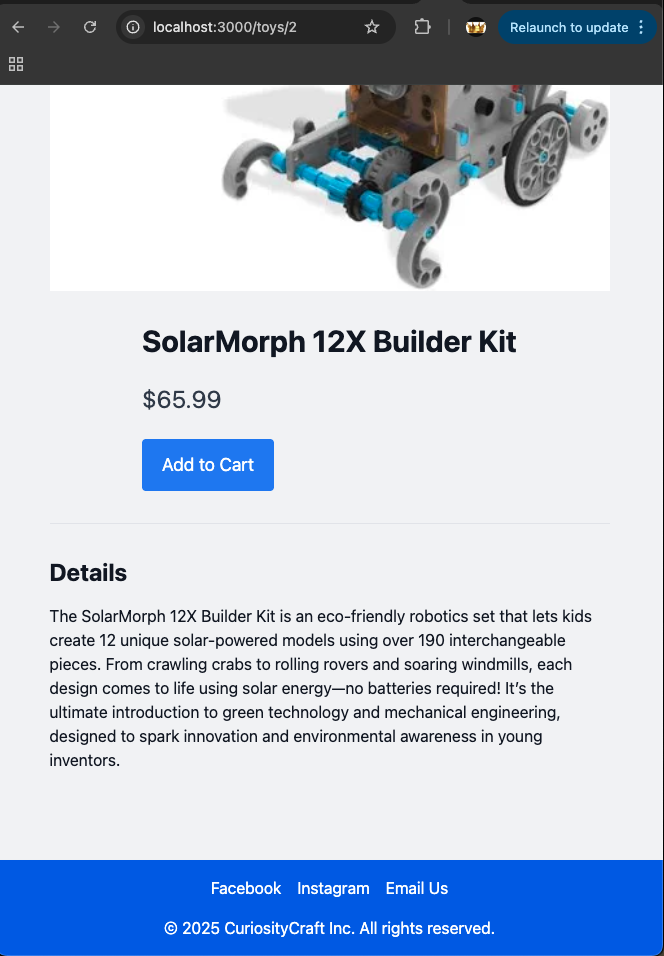 localhost:3000/toys/2
Relaunch to update
SolarMorph 12X Builder Kit
$65.99
Add to Cart
Details
The SolarMorph 12X Builder Kit is an eco-friendly robotics set that lets kids
create 12 unique solar-powered models using over 190 interchangeable
pieces. From crawling crabs to rolling rovers and soaring windmills, each
design comes to life using solar energy—no batteries required! It’s the
ultimate introduction to green technology and mechanical engineering,
designed to spark innovation and environmental awareness in young
inventors.
Facebook Instagram Email Us
© 2025 CuriosityCraft Inc. All rights reserved.